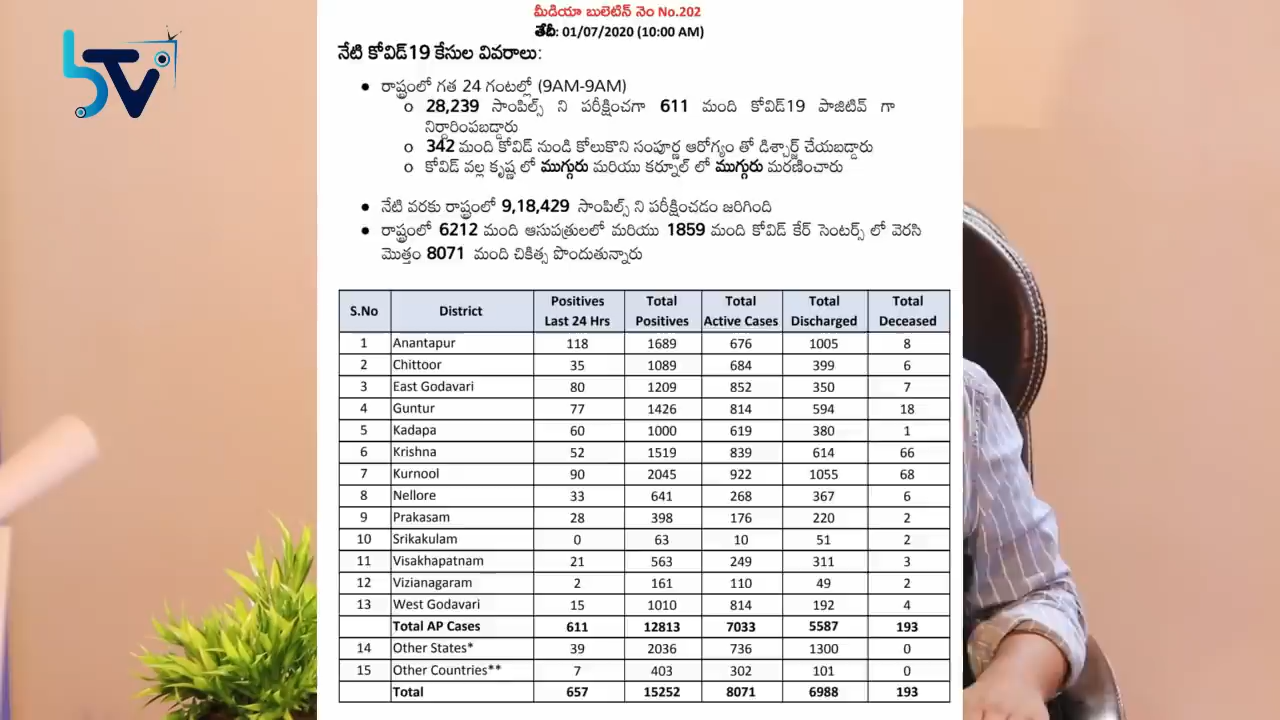 bTV
మీడియా బులెటిన్ నెం No.202
తేదీ: 01/07/2020 (10:00 AM)
నేటి కోవిడ్19 కేసుల వివరాలు:
• రాష్ట్రంలో గత 24 గంటల్లో (9AM-9AM)
o 28,239 సాంపిల్స్ ని పరీక్షించగా 611 మంది కోవిడ్19 పాజిటివ్ గా
నిర్దారింపబడ్డారు
o 342 మంది కోవిడ్ నుండి కోలుకొని సంపూర్ణ ఆరోగ్యం తో డిశ్చార్జ్ చేయబడ్డారు
o కోవిడ్ వల్ల కృష్ణ లో ముగ్గురు మరియు కర్నూల్ లో ముగ్గురు మరణించారు
• నేటి వరకు రాష్ట్రంలో 9,18,429 సాంపిల్స్ ని పరీక్షించడం జరిగింది
• రాష్ట్రంలో 6212 మంది ఆసుపత్రులలో మరియు 1859 మంది కోవిడ్ కేర్ సెంటర్స్ లో వెరసి
మొత్తం 8071 మంది చికిత్స పొందుతున్నారు
S.No District Positives Last 24 Hrs Total Positives Total Active Cases Total Discharged Total Deceased
1 Anantapur 118 1689 676 1005 8
2 Chittoor 35 1089 684 399 6
3 East Godavari 80 1209 852 350 7
4 Guntur 77 1426 814 594 18
5 Kadapa 60 1000 619 380 1
6 Krishna 52 1519 839 614 66
7 Kurnool 90 2045 922 1055 68
8 Nellore 33 641 268 367 6
9 Prakasam 28 398 176 220 2
10 Srikakulam 0 63 10 51 2
11 Visakhapatnam 21 563 249 311 3
12 Vizianagaram 2 161 110 49 2
13 West Godavari 15 1010 814 192 4
Total AP Cases 611 12813 7033 5587 193
14 Other States* 39 2036 736 1300 0
15 Other Countries** 7 403 302 101 0
Total 657 15252 8071 6988 193